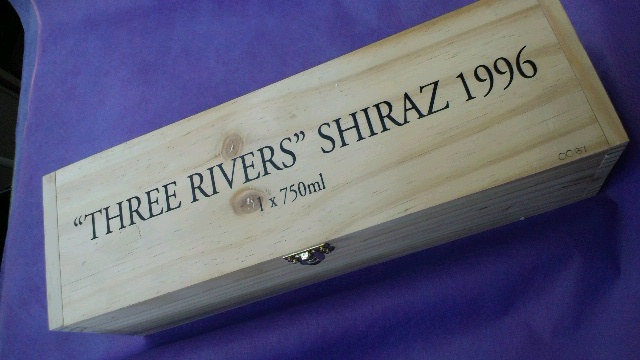 “THREE RIVERS” SHIRAZ 1996
1 x 750ml